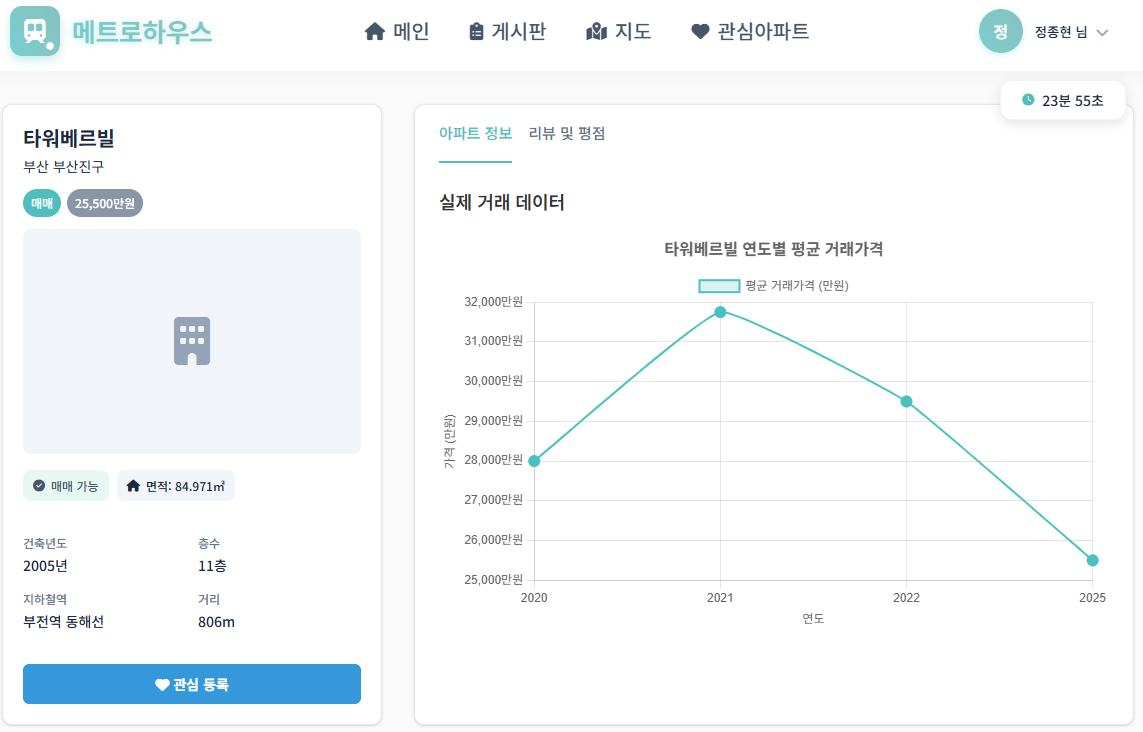 메트로하우스
메인
게시판
지도
관심아파트
정
정종현 님
23분 55초
타워베르빌
부산 부산진구
매매
25,500만원
매매 가능
면적: 84.971㎡
건축년도
층수
2005년
11층
지하철역
거리
부전역 동해선
806m
관심 등록
아파트 정보
리뷰 및 평점
실제 거래 데이터
타워베르빌 연도별 평균 거래가격
평균 거래가격 (만원)
32,000만원
31,000만원
30,000만원
29,000만원
28,000만원
27,000만원
26,000만원
25,000만원
가격 (만원)
2020
2021
2022
2025
연도